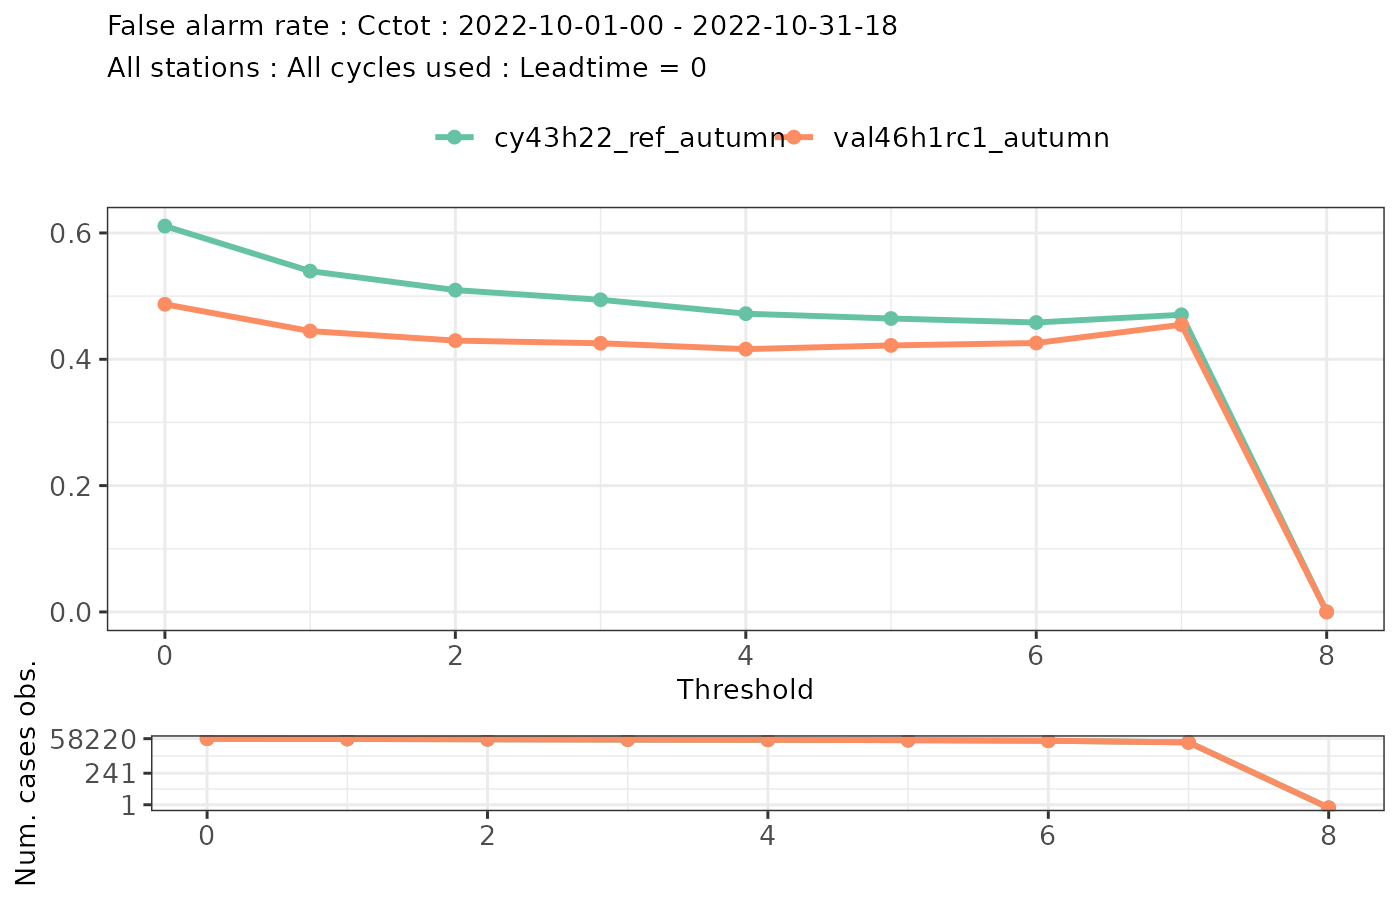 False alarm rate : Cctot : 2022-10-01-00 - 2022-10-31-18
All stations : All cycles used : Leadtime = 0
cy43h22_ref_autumn val46h1rc1_autumn
0.6
0.4
0.2
0.0
0 2 4 6 8
Threshold
Num. cases obs.
58220
241
1
0 2 4 6 8